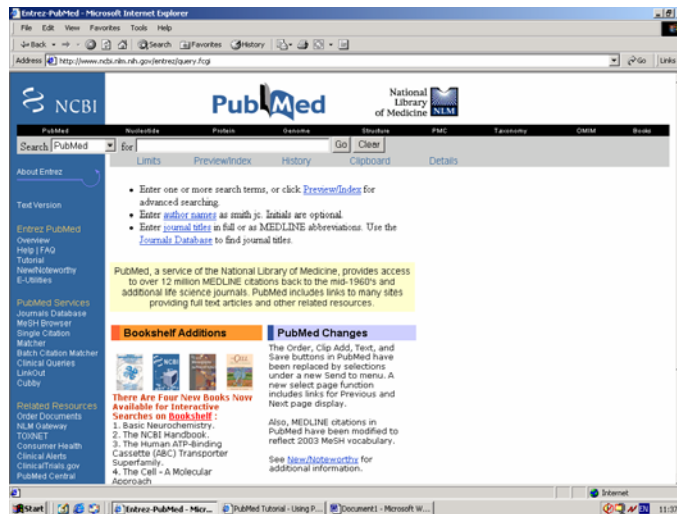 Entrez-PubMed - Microsoft Internet Explorer
File Edit View Favorites Tools Help
Back Search Favorites History
Address http://www.ncbi.nlm.nih.gov/entrez/query.fcgi Go Links
NCBI PubMed National Library of Medicine NLM
PubMed Nucleotide Protein Genome Structure PMC Taxonomy OMIM Books
Search PubMed for Go Clear
Limits Preview/Index History Clipboard Details
About Entrez
Text Version
Entrez PubMed
Overview
Help | FAQ
Tutorial
New/Noteworthy
E-Utilities
PubMed Services
Journals Database
MeSH Browser
Single Citation
Matcher
Batch Citation Matcher
Clinical Queries
LinkOut
Cubby
Related Resources
Order Documents
NLM Gateway
TOXNET
Consumer Health
Clinical Alerts
ClinicalTrials.gov
PubMed Central
• Enter one or more search terms, or click Preview/Index for
advanced searching.
• Enter author names as smith jc. Initials are optional.
• Enter journal titles in full or as MEDLINE abbreviations. Use the
Journals Database to find journal titles.
PubMed, a service of the National Library of Medicine, provides access
to over 12 million MEDLINE citations back to the mid-1960's and
additional life science journals. PubMed includes links to many sites
providing full text articles and other related resources.
Bookshelf Additions
There Are Four New Books Now
Available for Interactive
Searches on Bookshelf :
1. Basic Neurochemistry.
2. The NCBI Handbook.
3. The Human ATP-Binding
Cassette (ABC) Transporter
Superfamily.
4. The Cell - A Molecular
Approach
PubMed Changes
The Order, Clip Add, Text, and
Save buttons in PubMed have
been replaced by selections
under a new Send to menu. A
new select page function
includes links for Previous and
Next page display.
Also, MEDLINE citations in
PubMed have been modified to
reflect 2003 MeSH vocabulary.
See New/Noteworthy for
additional information.
Internet
Start Entrez-PubMed - Micr... PubMed Tutorial - Using P... Document1 - Microsoft W... EN 11:37